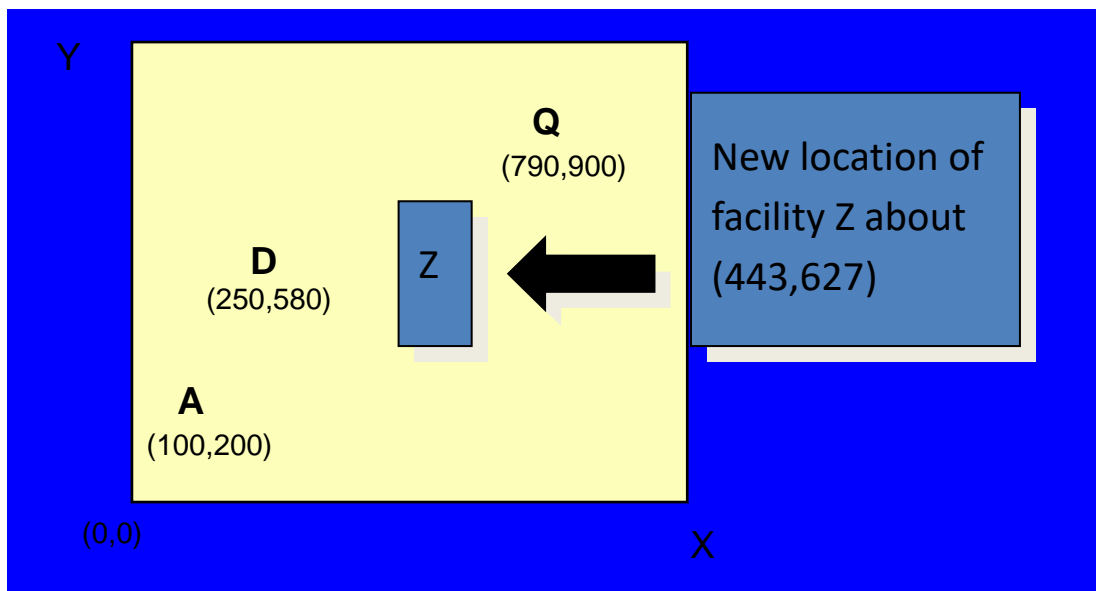 Y
Q
(790,900)
New location of
facility Z about
(443,627)
D
(250,580)
Z
A
(100,200)
(0,0)
X